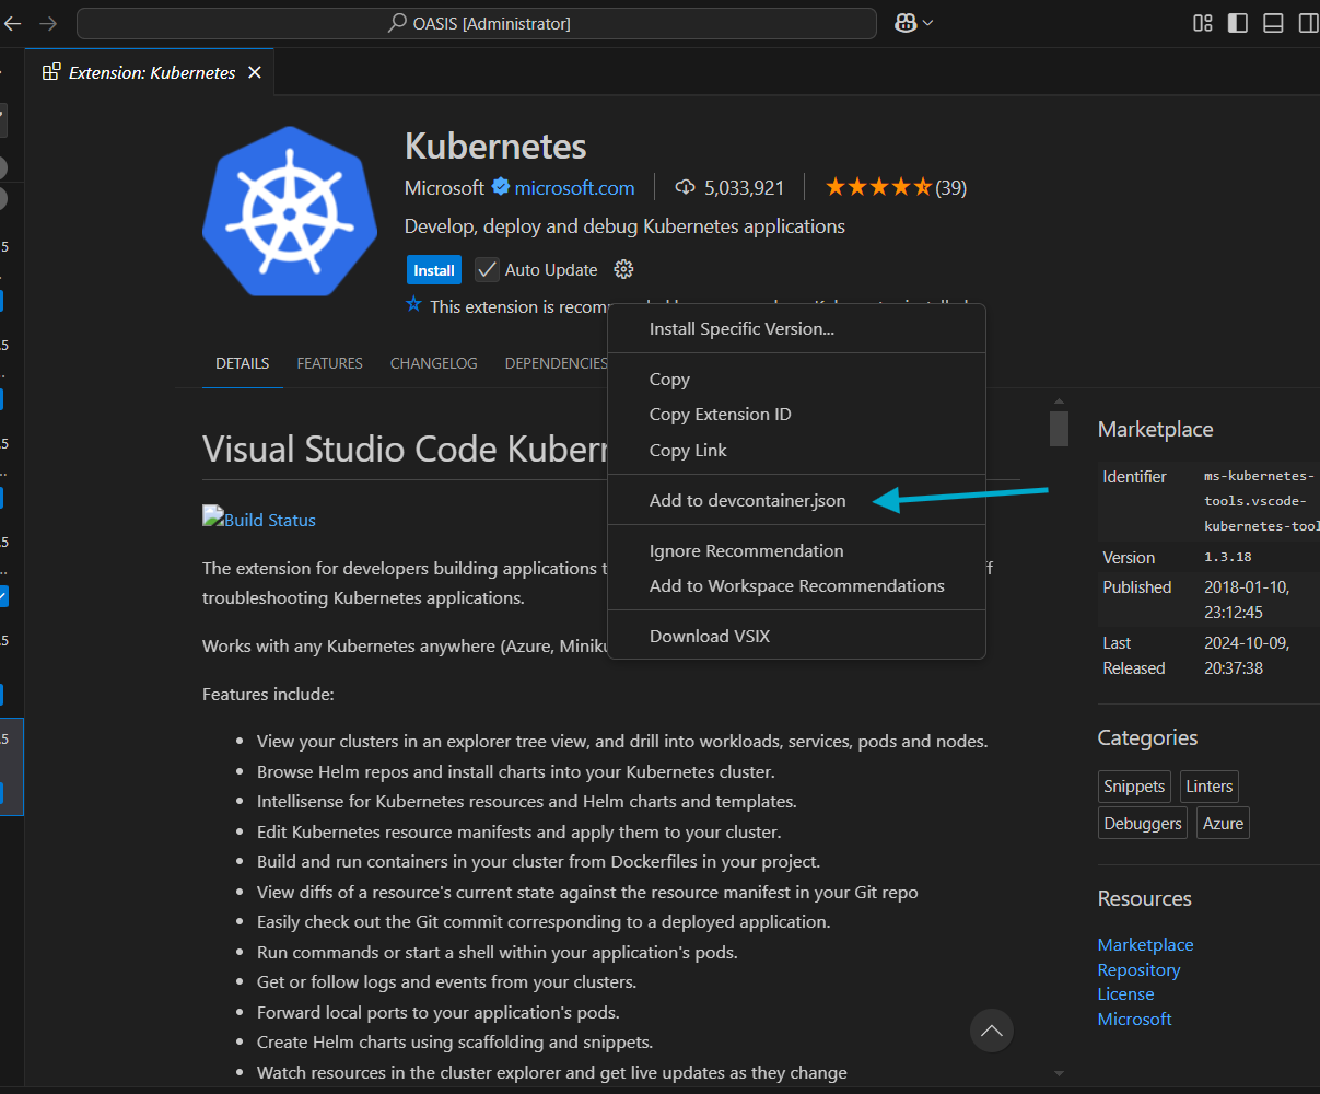 OASIS [Administrator]
Extension: Kubernetes
Kubernetes
Microsoft microsoft.com 5,033,921 (39)
Develop, deploy and debug Kubernetes applications
Install Auto Update
This extension is recom
Install Specific Version...
DETAILS FEATURES CHANGELOG DEPENDENCIES
Copy
Copy Extension ID
Copy Link
Add to devcontainer.json
Ignore Recommendation
Add to Workspace Recommendations
Download VSIX
Visual Studio Code Kubern
Build Status
The extension for developers building applications t
troubleshooting Kubernetes applications.
Works with any Kubernetes anywhere (Azure, Miniku
Features include:
View your clusters in an explorer tree view, and drill into workloads, services, pods and nodes.
Browse Helm repos and install charts into your Kubernetes cluster.
Intellisense for Kubernetes resources and Helm charts and templates.
Edit Kubernetes resource manifests and apply them to your cluster.
Build and run containers in your cluster from Dockerfiles in your project.
View diffs of a resource's current state against the resource manifest in your Git repo
Easily check out the Git commit corresponding to a deployed application.
Run commands or start a shell within your application's pods.
Get or follow logs and events from your clusters.
Forward local ports to your application's pods.
Create Helm charts using scaffolding and snippets.
Watch resources in the cluster explorer and get live updates as they change
Marketplace
Identifier ms-kubernetes-
tools.vscode-
kubernetes-tool
Version 1.3.18
Published 2018-01-10,
23:12:45
Last 2024-10-09,
Released 20:37:38
Categories
Snippets Linters
Debuggers Azure
Resources
Marketplace
Repository
License
Microsoft